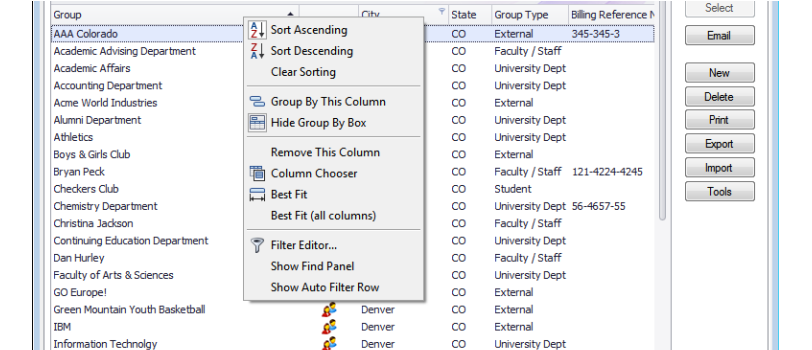 Group City State Group Type Billing Reference N Select
AAA Colorado Sort Ascending CO External 345-345-3 Email
Academic Advising Department Sort Descending CO Faculty / Staff
Academic Affairs Clear Sorting CO University Dept New
Accounting Department CO University Dept
Acme World Industries Group By This Column CO External Delete
Alumni Department Hide Group By Box CO University Dept Print
Athletics CO University Dept
Boys & Girls Club Remove This Column CO External Export
Bryan Peck Column Chooser CO Faculty / Staff 121-4224-4245 Import
Checkers Club Best Fit CO Student Tools
Chemistry Department Best Fit (all columns) CO University Dept 56-4657-55
Christina Jackson CO Faculty / Staff
Continuing Education Department Filter Editor... CO University Dept
Dan Hurley Show Find Panel CO Faculty / Staff
Faculty of Arts & Sciences Show Auto Filter Row CO University Dept
GO Europe! CO External
Green Mountain Youth Basketball Denver CO External
IBM Denver CO External
Information Technolgy Denver CO University Dept